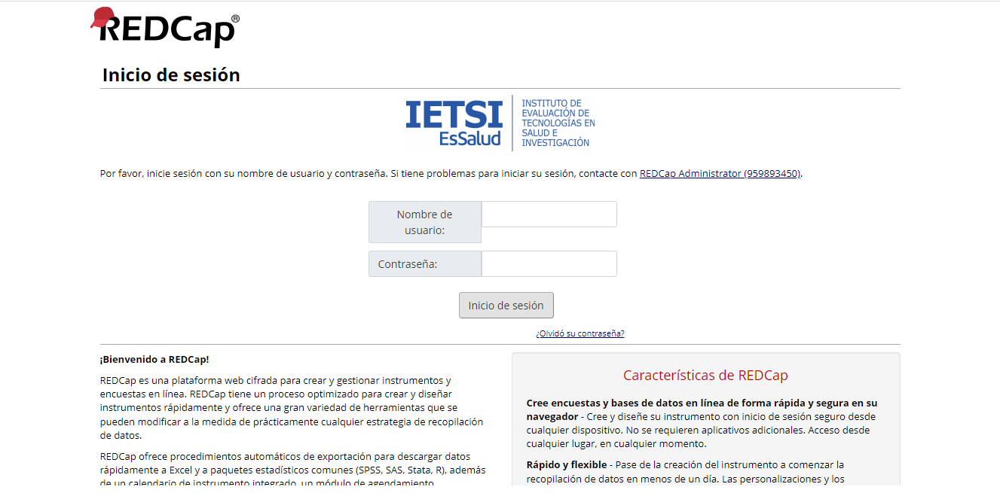 REDCap®
Inicio de sesión
IETSI
EsSalud
INSTITUTO DE
EVALUACIÓN DE
TECNOLOGÍAS EN
SALUD E
INVESTIGACIÓN
Por favor, inicie sesión con su nombre de usuario y contraseña. Si tiene problemas para iniciar su sesión, contacte con REDCap Administrator (959893450).
Nombre de
usuario:
Contraseña:
Inicio de sesión
¿Olvidó su contraseña?
¡Bienvenido a REDCap!
REDCap es una plataforma web cifrada para crear y gestionar instrumentos y
encuestas en línea. REDCap tiene un proceso optimizado para crear y diseñar
instrumentos rápidamente y ofrece una gran variedad de herramientas que se
pueden modificar a la medida de prácticamente cualquier estrategia de recopilación
de datos.
REDCap ofrece procedimientos automáticos de exportación para descargar datos
rápidamente a Excel y a paquetes estadísticos comunes (SPSS, SAS, Stata, R), además
de un calendario de instrumento integrado, un módulo de agendamiento
Características de REDCap
Cree encuestas y bases de datos en línea de forma rápida y segura en su
navegador - Cree y diseñe su instrumento con inicio de sesión seguro desde
cualquier dispositivo. No se requieren aplicativos adicionales. Acceso desde
cualquier lugar, en cualquier momento.
Rápido y flexible - Pase de la creación del instrumento a comenzar la
recopilación de datos en menos de un día. Las personalizaciones y los